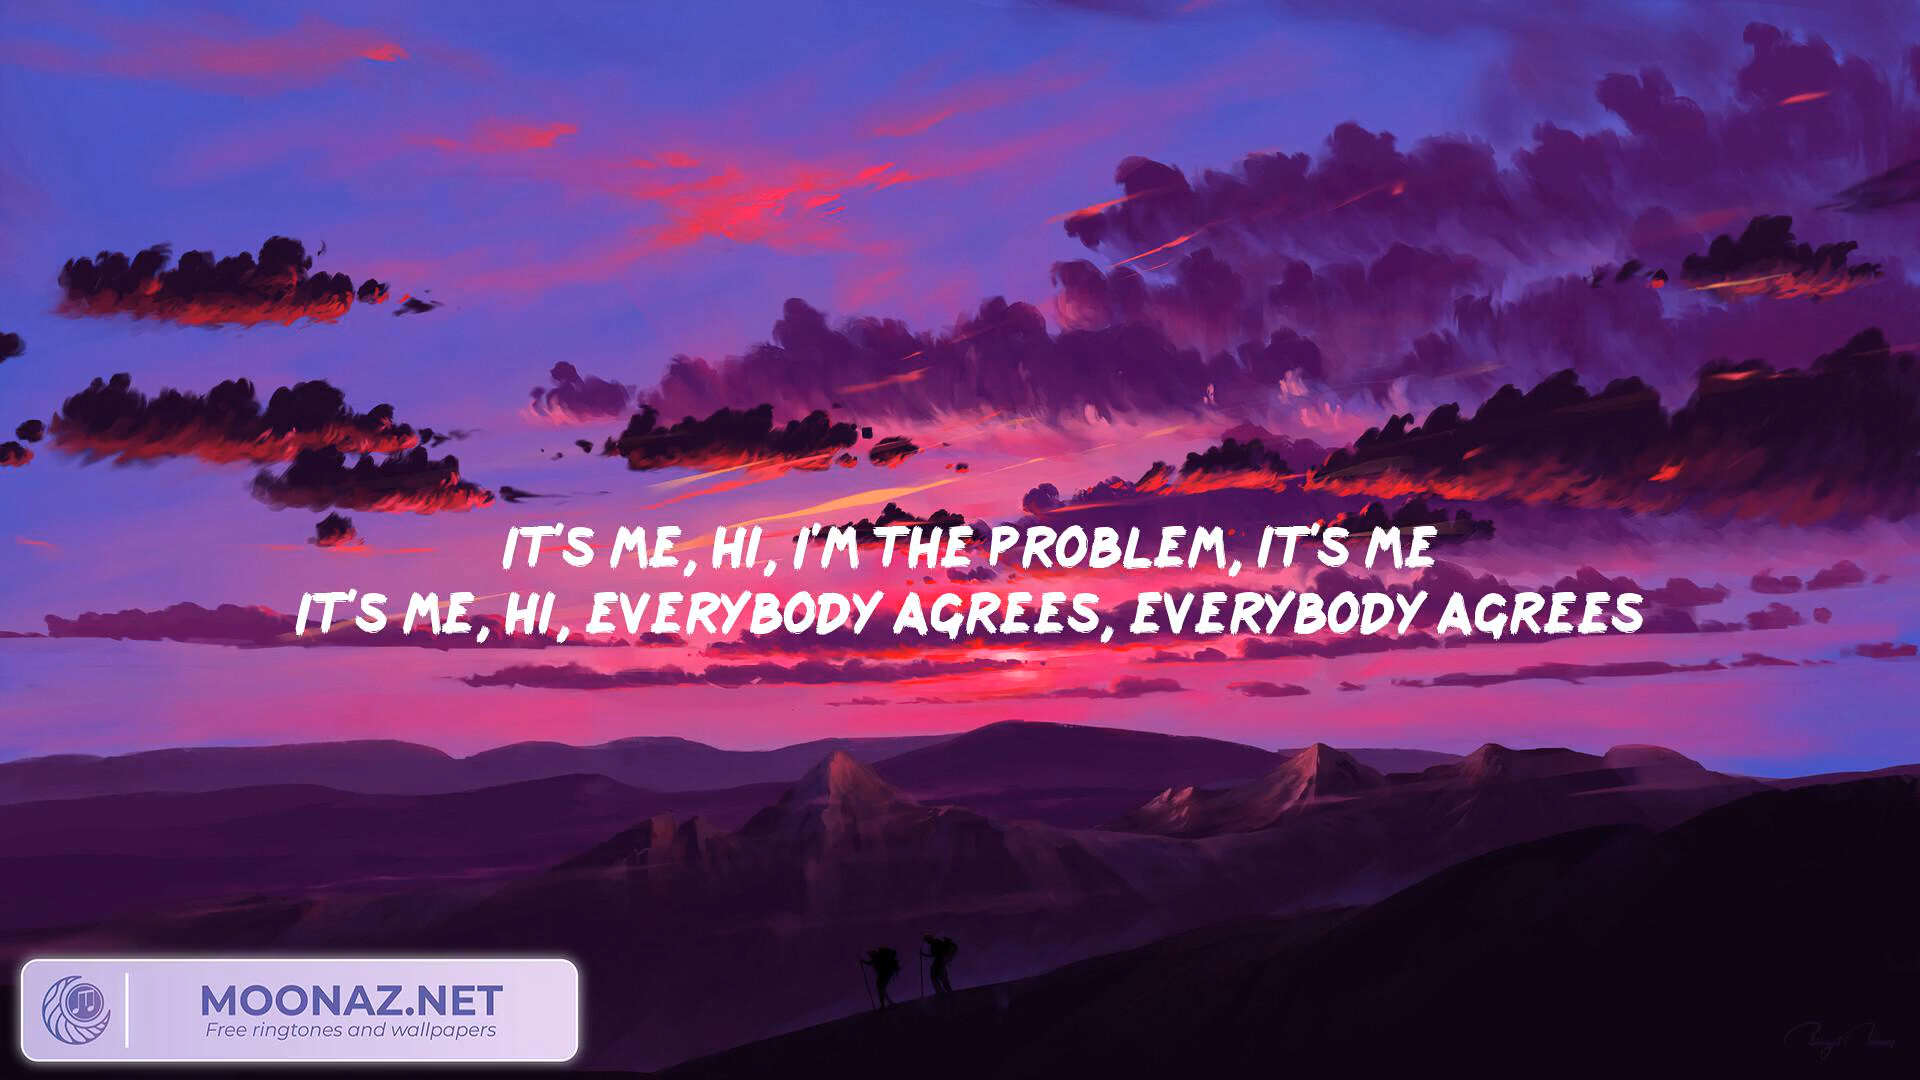 IT'S ME, HI, I'M THE PROBLEM, IT'S ME
IT'S ME, HI, EVERYBODY AGREES, EVERYBODY AGREES
MOONAZ.NET
Free ringtones and wallpapers